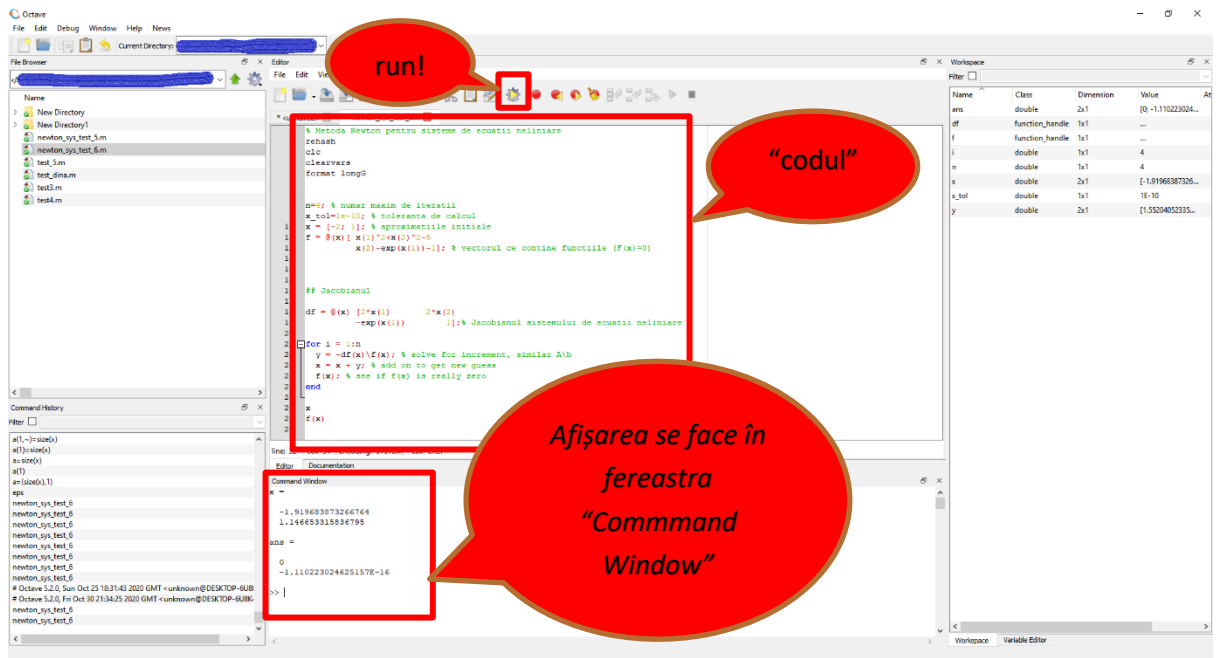 Octave
File Edit Debug Window Help News
Current Directory:
File Browser
Name
New Directory
New Directory1
newton_sys_test_5.m
newton_sys_test_6.m
test_5.m
test_dina.m
test3.m
test4.m
Command History
Filter
a(1,~)=size(x)
a(1)=size(x)
a=size(x)
a(1)
a=(size(x),1)
eps
newton_sys_test_6
newton_sys_test_6
newton_sys_test_6
newton_sys_test_6
newton_sys_test_6
newton_sys_test_6
newton_sys_test_6
newton_sys_test_6
# Octave 5.2.0, Sun Oct 25 18:31:43 2020 GMT <unknown@DESKTOP-6U8
# Octave 5.2.0, Fri Oct 30 21:34:25 2020 GMT <unknown@DESKTOP-6U8K
newton_sys_test_6
newton_sys_test_6
Editor
File Edit
run!
% Metoda Newton pentru sisteme de ecuatii neliniare
rehash
clc
clearvars
format longG
n=4; % numar maxim de iteratii
x_tol=1e-10; % toleranta de calcul
x = [-2; 1]; % aproximatiile initiale
f = @(x)[ x(1)^2+x(2)^2-5
x(2)-exp(x(1))-1]; % vectorul ce contine functiile (F(x)=0)
## Jacobianul
df = @(x) [2*x(1) 2*x(2)
-exp(x(1)) 1];% Jacobianul sistemului de ecuatii neliniare
for i = 1:n
y = -df(x)\f(x); % solve for increment, similar A\b
x = x + y; % add on to get new guess
f(x); % see if f(x) is really zero
end
x
f(x)
"codul"
Editor Documentation
Command Window
x =
-1.919683873266764
1.146653315836795
ans =
0
-1.110223024625157E-16
>>
Afișarea se face în
fereastra
"Commmand
Window"
Workspace
Filter
Name Class Dimension Value At
ans double 2x1 [0; -1.110223024...
df function_handle 1x1 ...
f function_handle 1x1 ...
i double 1x1 4
n double 1x1 4
x double 2x1 [-1.91968387326...
x_tol double 1x1 1E-10
y double 2x1 [1.55204052335...
Workspace Variable Editor